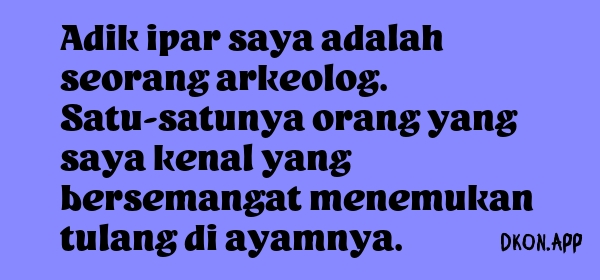 Adik ipar saya adalah
seorang arkeolog.
Satu-satunya orang yang
saya kenal yang
bersemangat menemukan
tulang di ayamnya.
DKON.APP